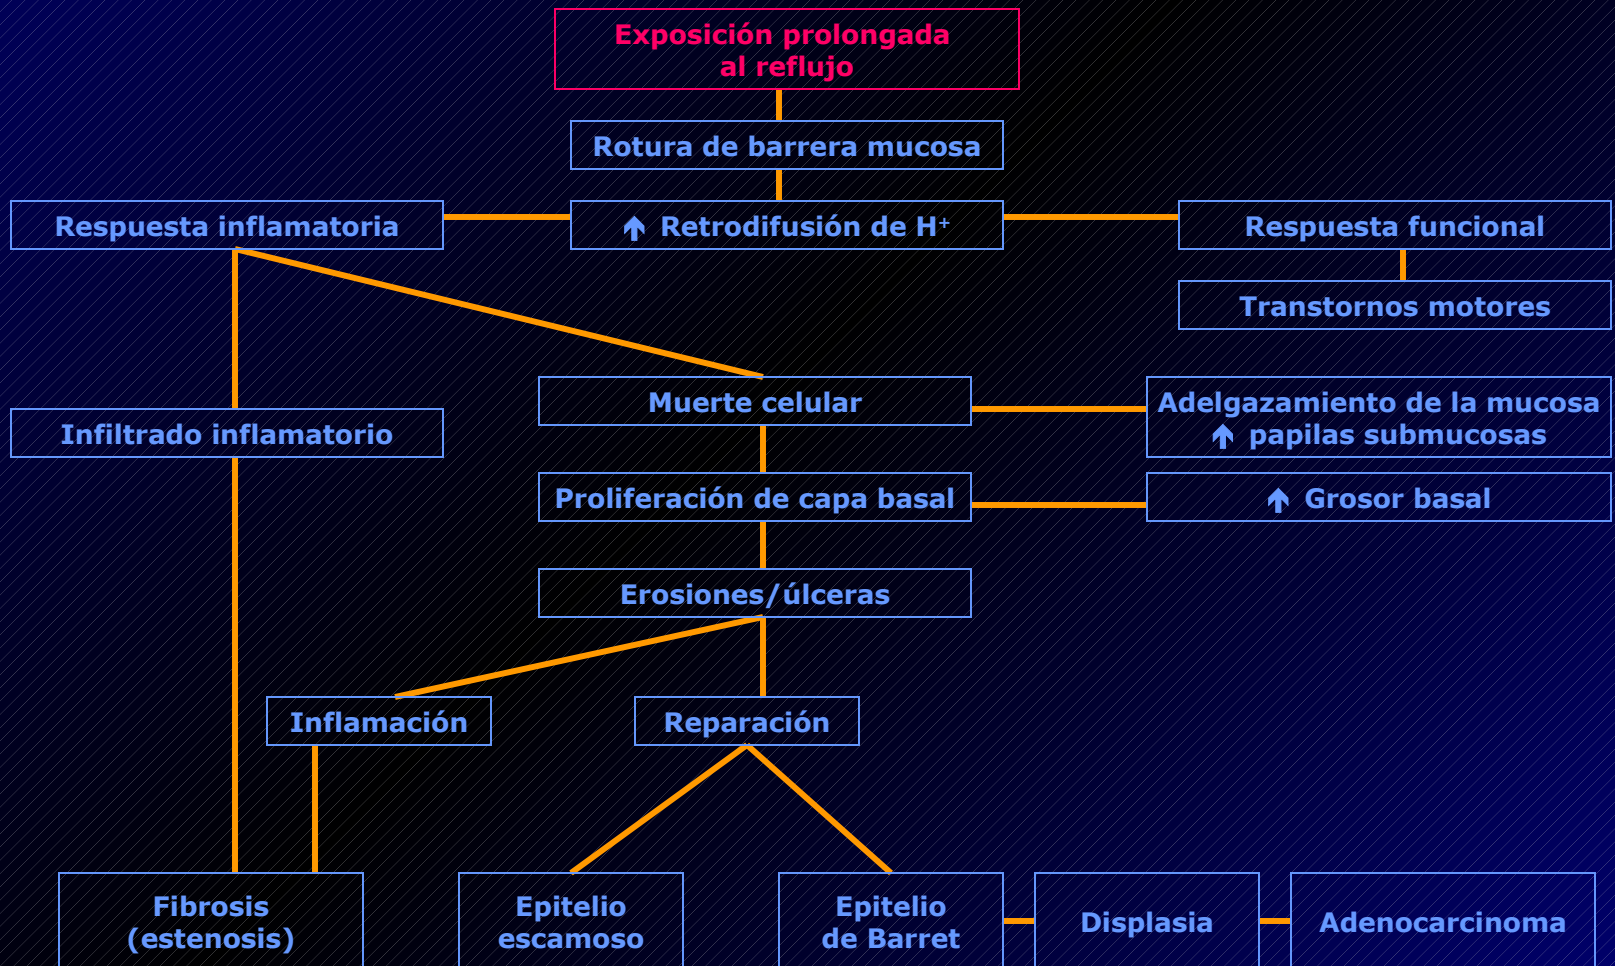 Exposición prolongada
al reflujo
Rotura de barrera mucosa
Respuesta inflamatoria
↑ Retrodifusión de H⁺
Respuesta funcional
Transtornos motores
Muerte celular
Adelgazamiento de la mucosa
↑ papilas submucosas
Infiltrado inflamatorio
Proliferación de capa basal
↑ Grosor basal
Erosiones/úlceras
Inflamación
Reparación
Fibrosis
(estenosis)
Epitelio
escamoso
Epitelio
de Barret
Displasia
Adenocarcinoma